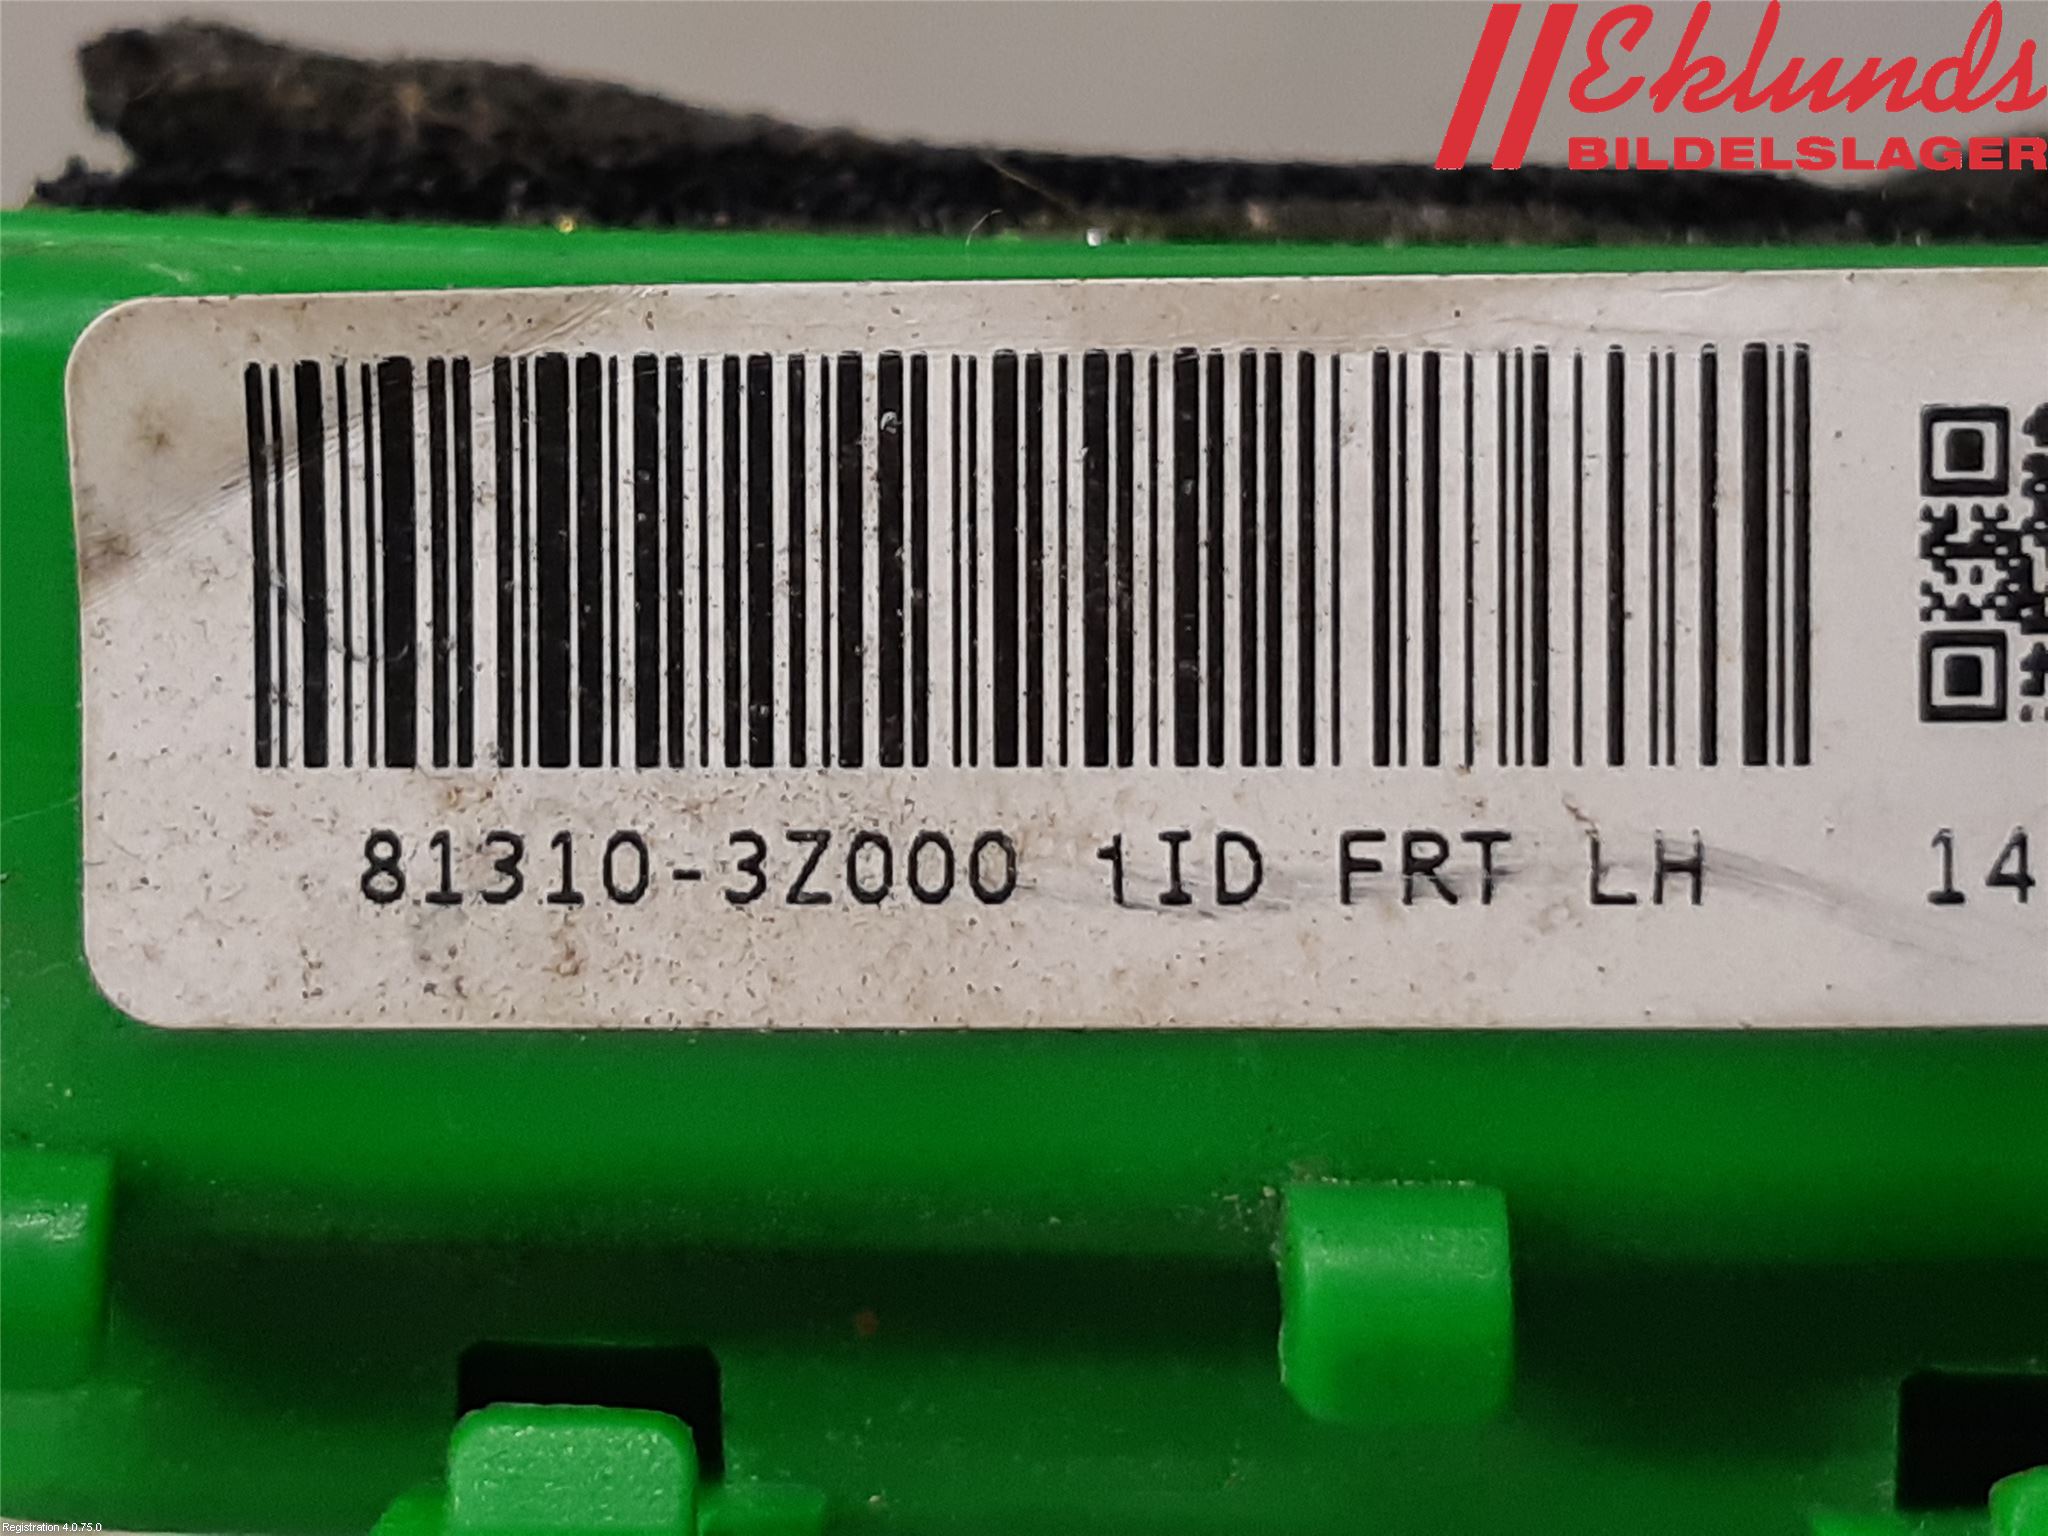 Eklunds
BILDELSLAGER
81310-3Z000 1ID FRT LH 14
Registration 4.0.75.0